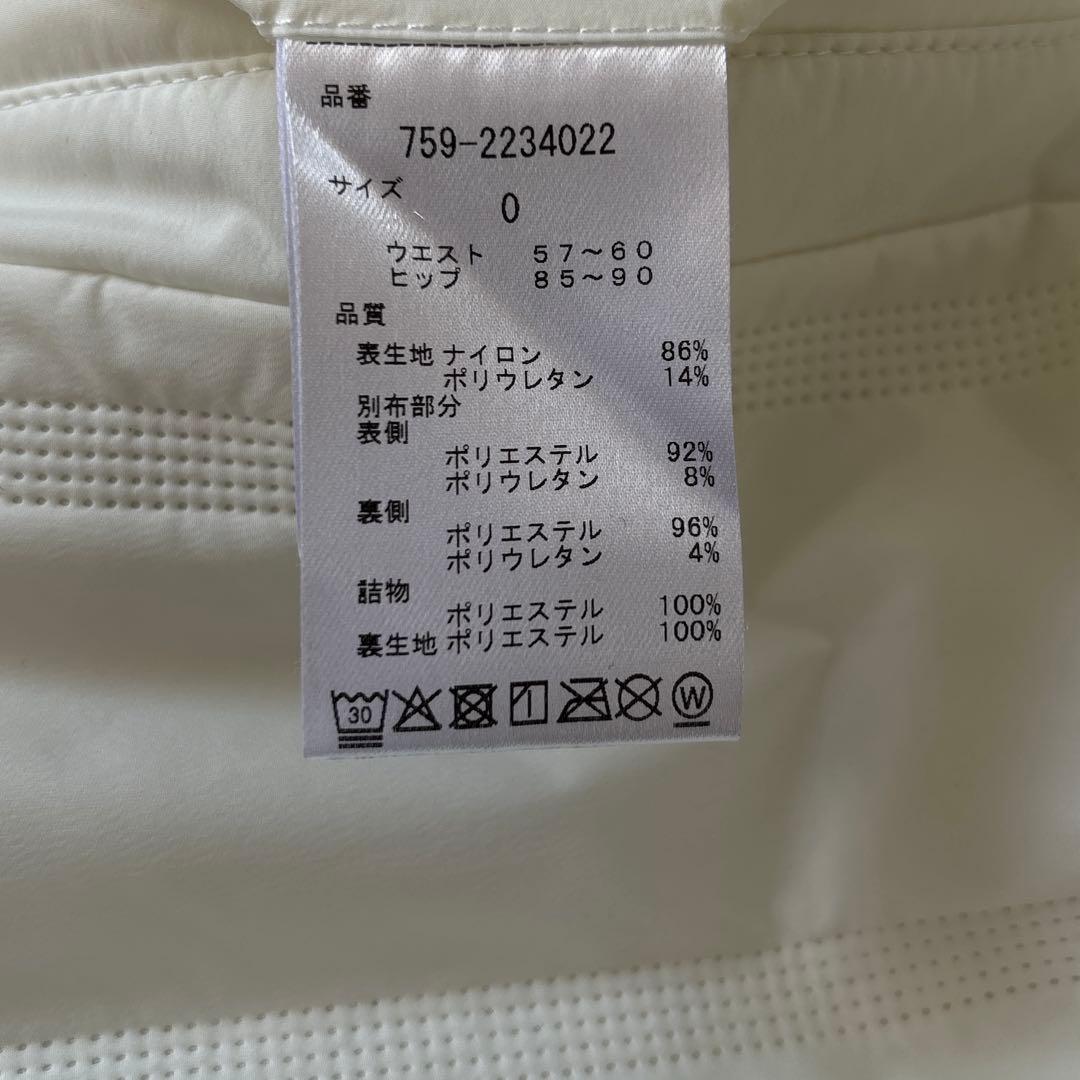 品番
759-2234022
サイズ
0
ウエスト 57～60
ヒップ 85～90
品質
表生地 ナイロン 86%
ポリウレタン 14%
別布部分
表側
ポリエステル 92%
ポリウレタン 8%
裏側
ポリエステル 96%
ポリウレタン 4%
詰物
ポリエステル 100%
裏生地 ポリエステル 100%
30 W